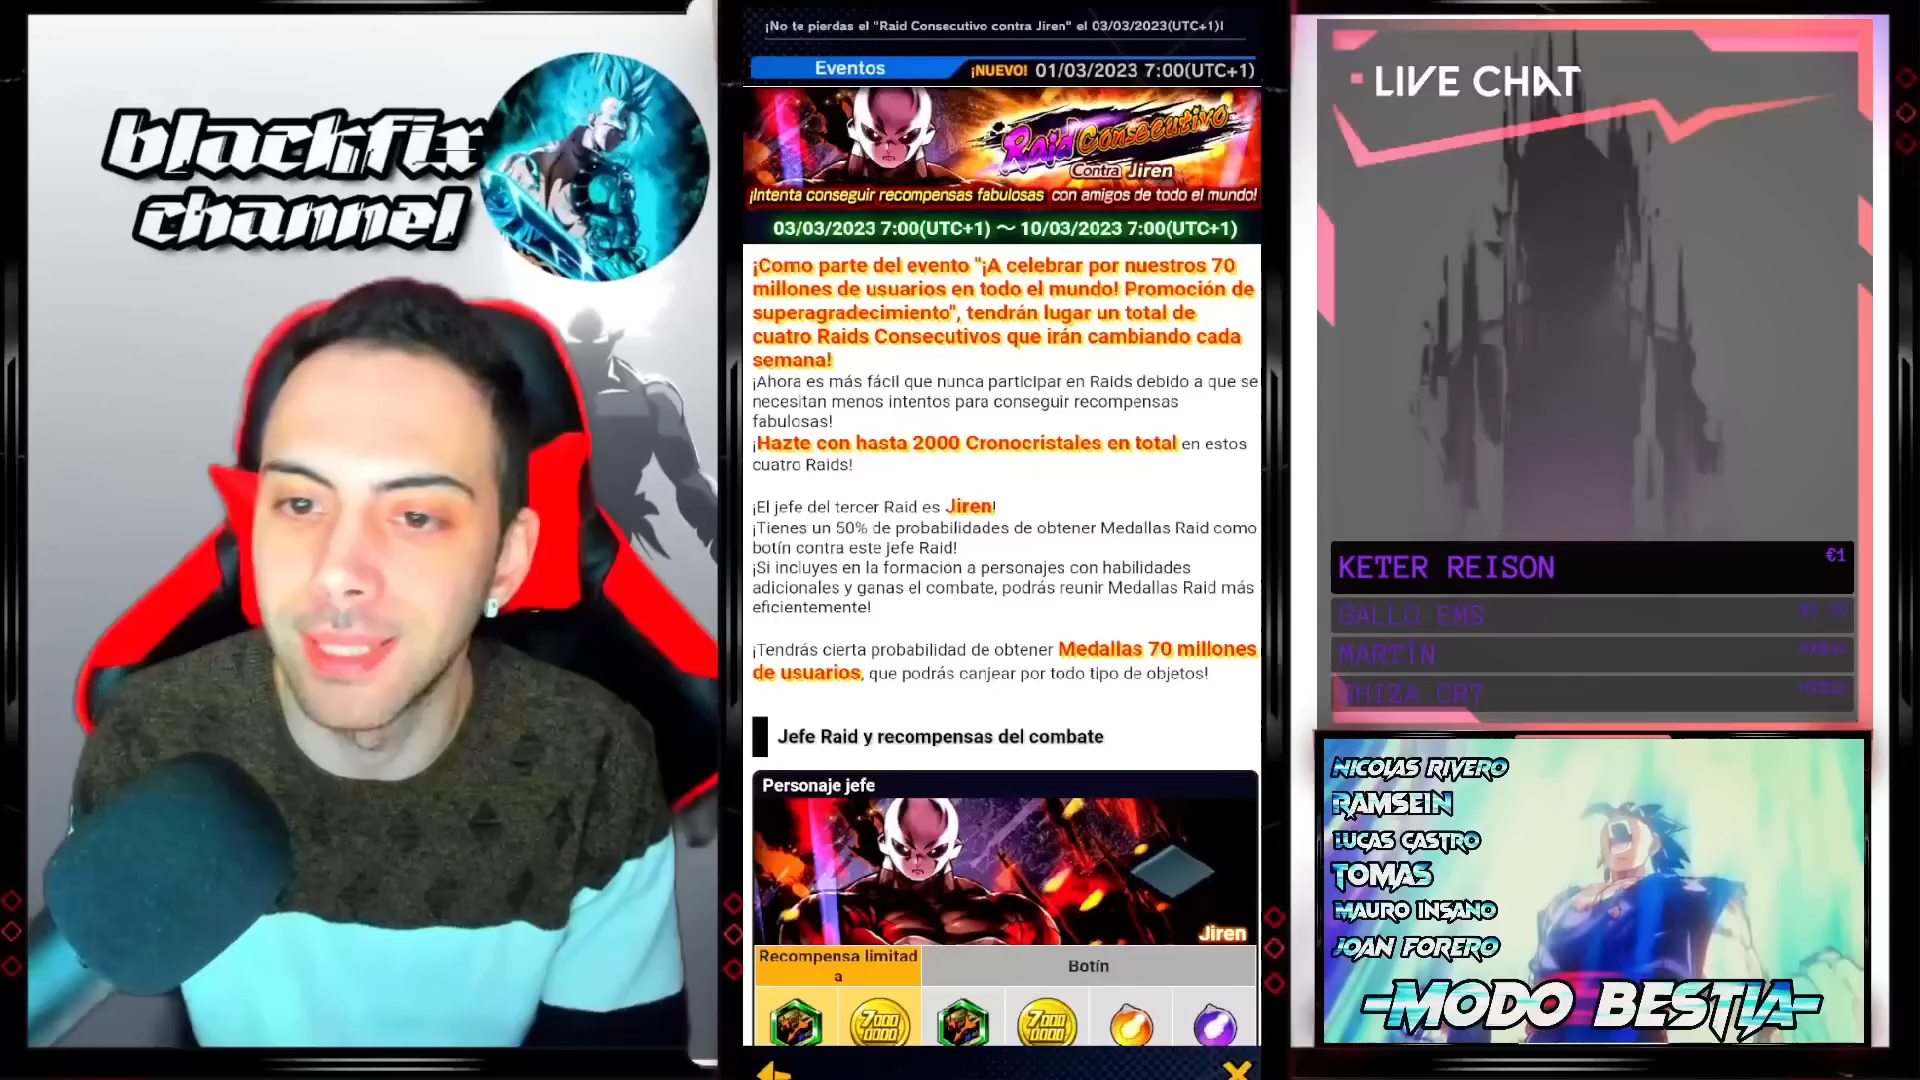 blackfix
channel
¡No te pierdas el "Raid Consecutivo contra Jiren" el 03/03/2023(UTC+1)!
Eventos
¡NUEVO! 01/03/2023 7:00(UTC+1)
Raid Consecutivo
Contra Jiren
¡Intenta conseguir recompensas fabulosas con amigos de todo el mundo!
03/03/2023 7:00(UTC+1) ～ 10/03/2023 7:00(UTC+1)
¡Como parte del evento "¡A celebrar por nuestros 70
millones de usuarios en todo el mundo! Promoción de
superagradecimiento", tendrán lugar un total de
cuatro Raids Consecutivos que irán cambiando cada
semana!
¡Ahora es más fácil que nunca participar en Raids debido a que se
necesitan menos intentos para conseguir recompensas
fabulosas!
¡Hazte con hasta 2000 Cronocristales en total en estos
cuatro Raids!
¡El jefe del tercer Raid es Jiren!
¡Tienes un 50% de probabilidades de obtener Medallas Raid como
botín contra este jefe Raid!
¡Si incluyes en la formacion a personajes con habilidades
adicionales y ganas el combate, podrás reunir Medallas Raid más
eficientemente!
¡Tendrás cierta probabilidad de obtener Medallas 70 millones
de usuarios, que podrás canjear por todo tipo de objetos!
Jefe Raid y recompensas del combate
Personaje jefe
Jiren
Recompensa limitad
a
Botín
LIVE CHAT
KETER REISON €1
GALLO EMS
MARTÍN
SHIZA CR7
NICOLAS RIVERO
RAMSEIN
LUCAS CASTRO
TOMAS
MAURO INSANO
JOAN FORERO
-MODO BESTIA-